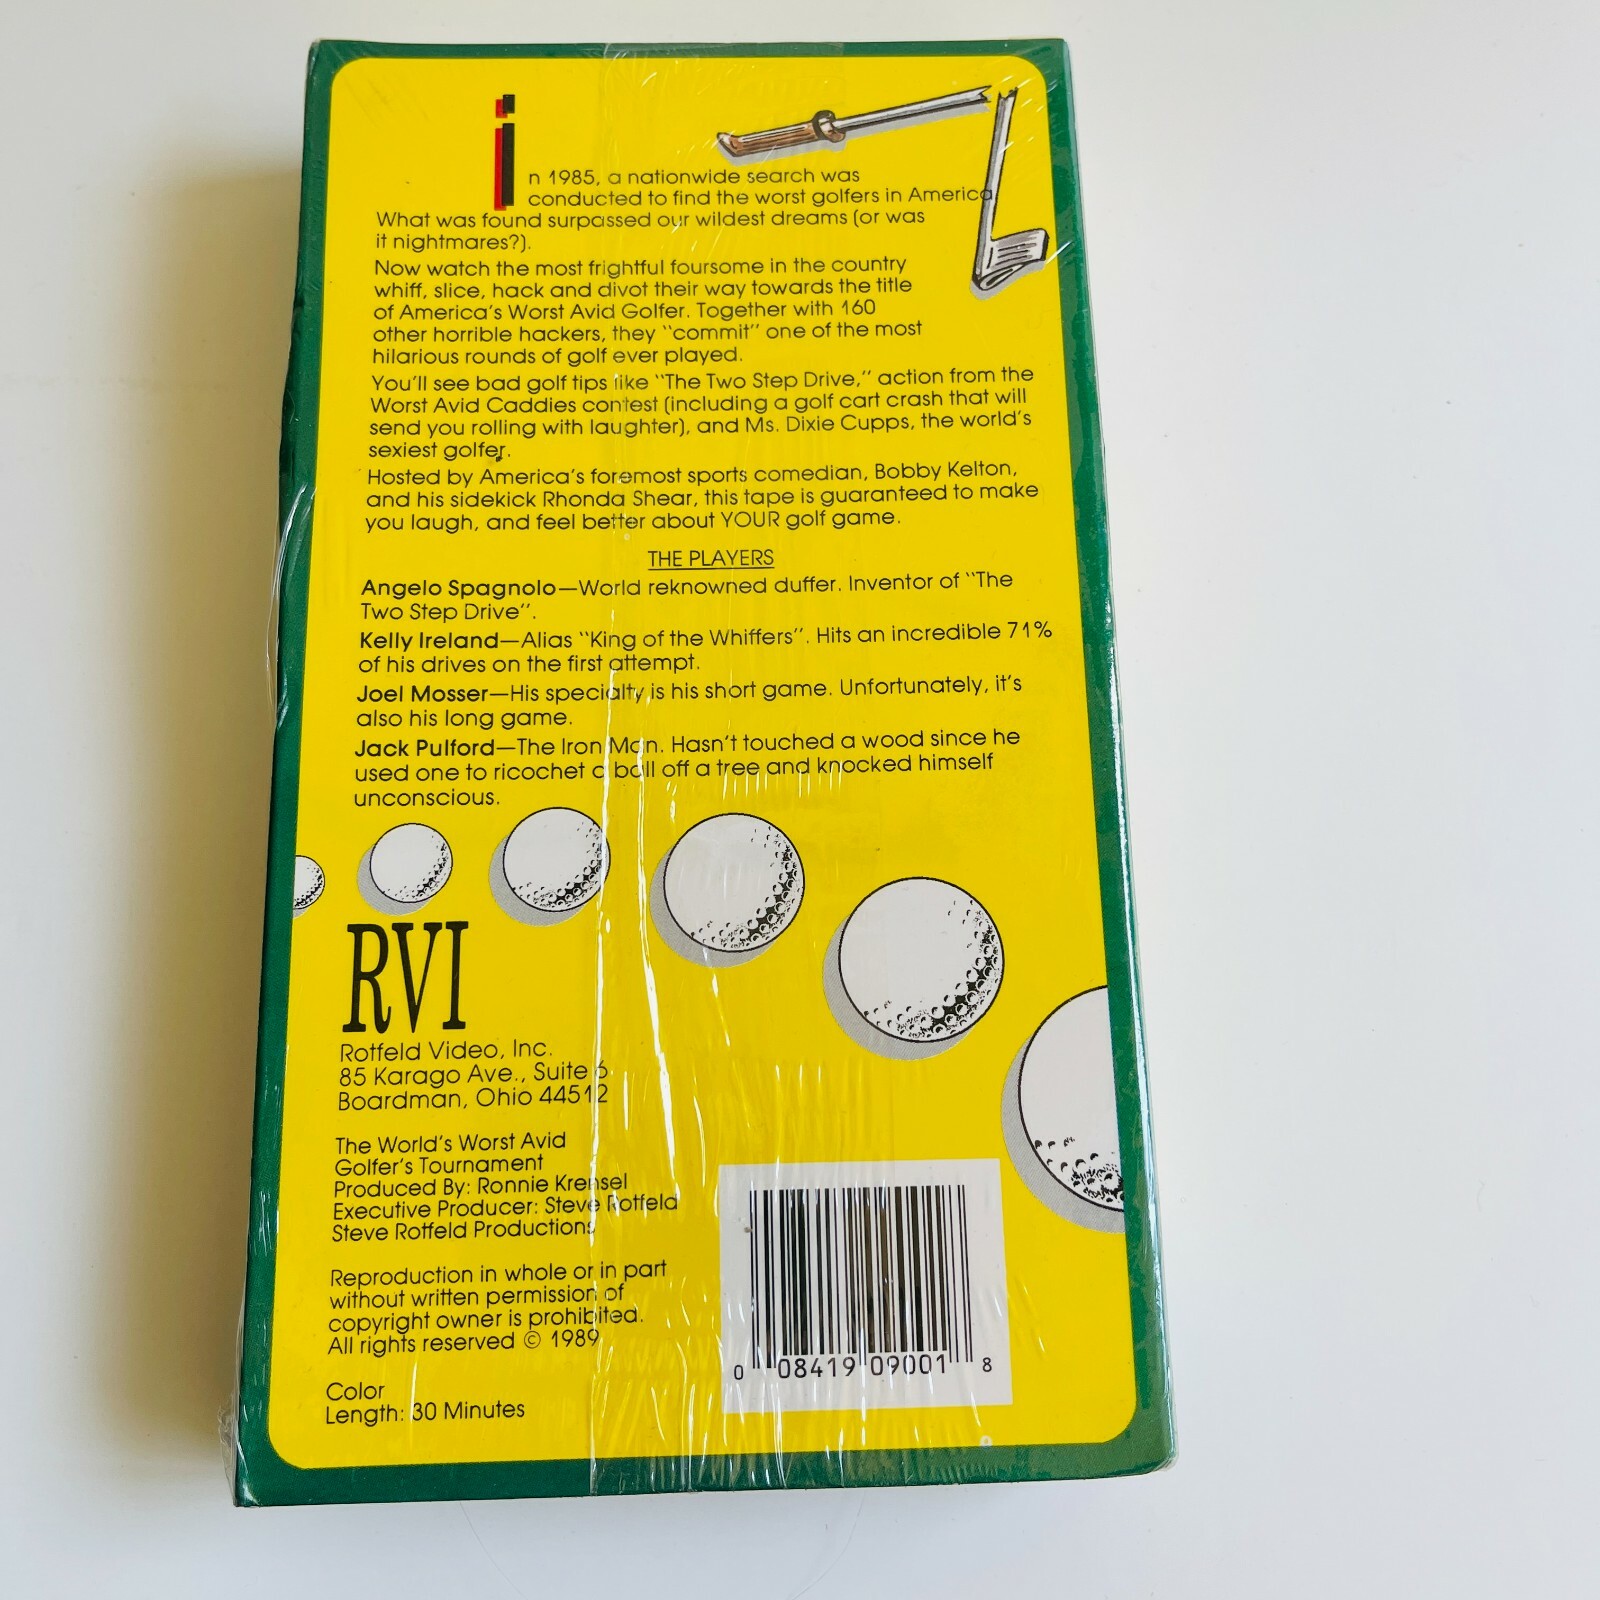 in 1985, a nationwide search was
conducted to find the worst golfers in America.
What was found surpassed our wildest dreams (or was
it nightmares?).
Now watch the most frightful foursome in the country
whiff, slice, hack and divot their way towards the title
of America's Worst Avid Golfer. Together with 160
other horrible hackers, they "commit" one of the most
hilarious rounds of golf ever played.
You'll see bad golf tips like "The Two Step Drive," action from the
Worst Avid Caddies contest (including a golf cart crash that will
send you rolling with laughter), and Ms. Dixie Cupps, the world's
sexiest golfer.
Hosted by America's foremost sports comedian, Bobby Kelton,
and his sidekick Rhonda Shear, this tape is guaranteed to make
you laugh, and feel better about YOUR golf game.
THE PLAYERS
Angelo Spagnolo—World reknowned duffer. Inventor of "The
Two Step Drive".
Kelly Ireland—Alias "King of the Whiffers". Hits an incredible 71%
of his drives on the first attempt.
Joel Mosser—His specialty is his short game. Unfortunately, it's
also his long game.
Jack Pulford—The Iron Man. Hasn't touched a wood since he
used one to ricochet a ball off a tree and knocked himself
unconscious.
RVI
Rotfeld Video, Inc.
85 Karago Ave., Suite 6
Boardman, Ohio 44512
The World's Worst Avid
Golfer's Tournament
Produced By: Ronnie Krensel
Executive Producer: Steve Rotfeld
Steve Rotfeld Productions
Reproduction in whole or in part
without written permission of
copyright owner is prohibited.
All rights reserved © 1989
Color
Length: 30 Minutes
0 08419 09001 8